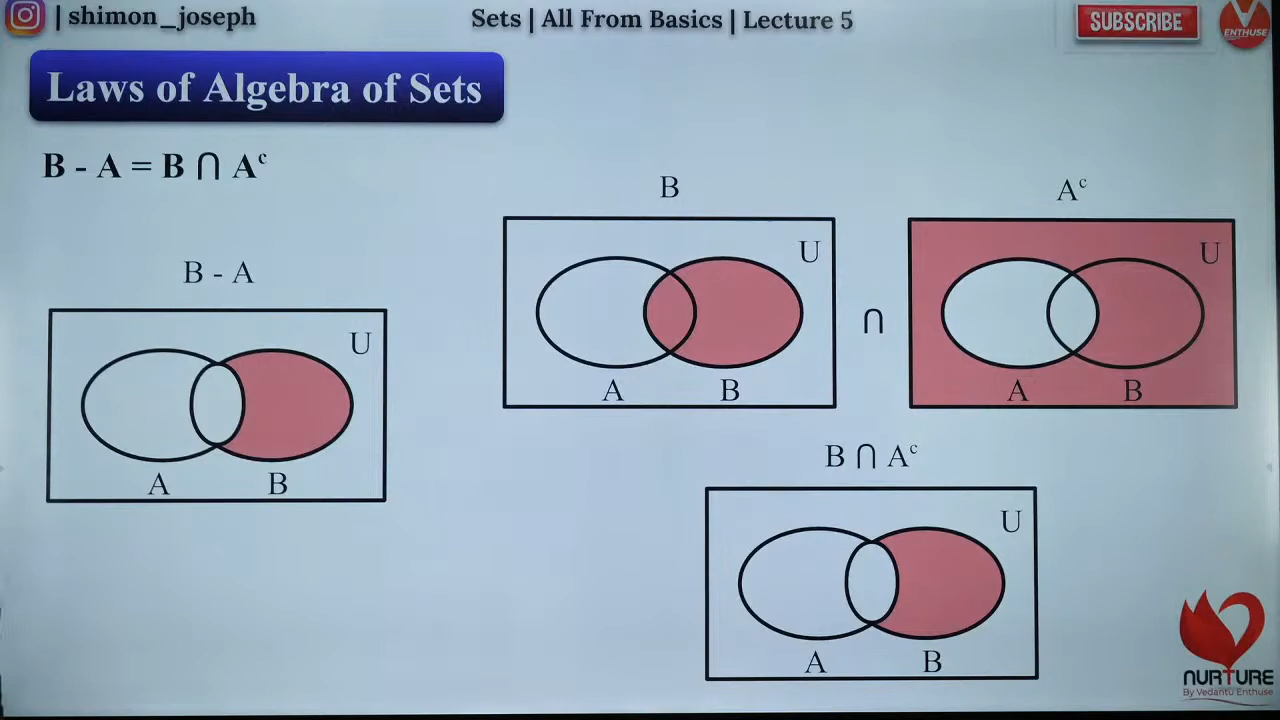 | shimon_joseph
Sets | All From Basics | Lecture 5
SUBSCRIBE
ENTHUSE
Laws of Algebra of Sets
B - A = B ⋂ Aᶜ
B - A
U
A
B
B
U
A
B
⋂
Aᶜ
U
A
B
B ⋂ Aᶜ
U
A
B
NURTURE
By Vedantu Enthuse